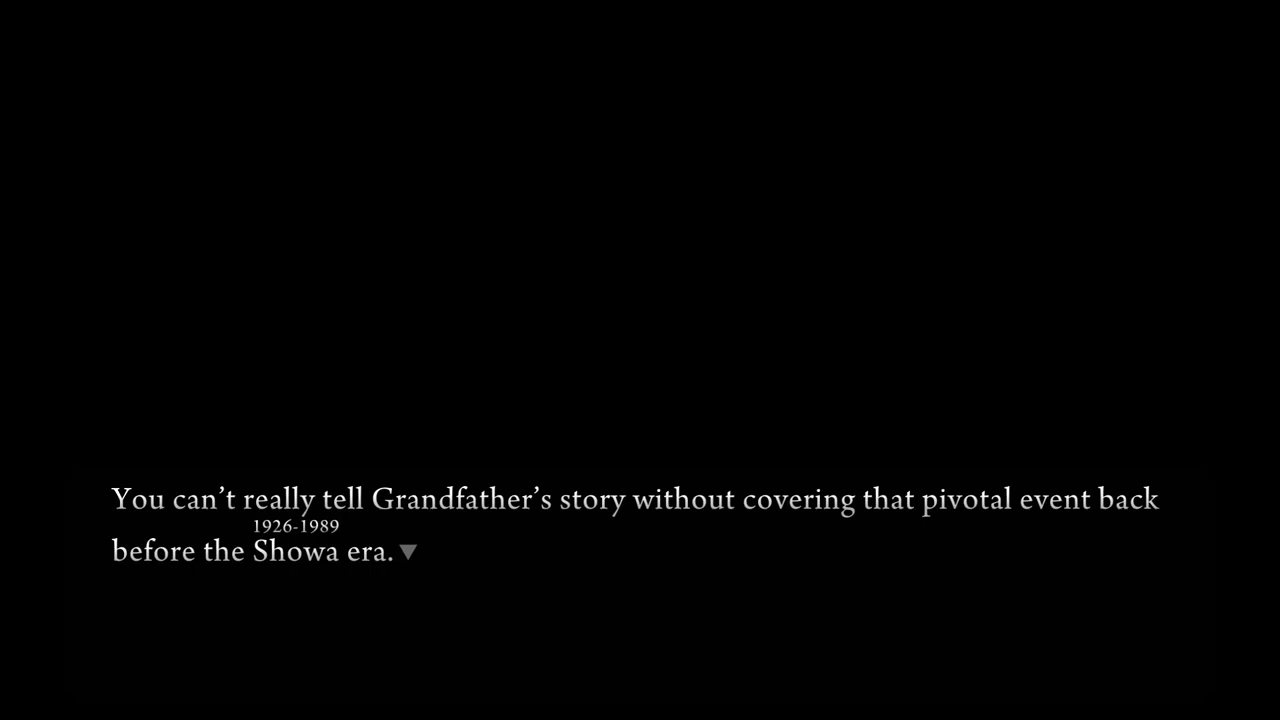 You can’t really tell Grandfather’s story without covering that pivotal event back
1926-1989
before the Showa era.